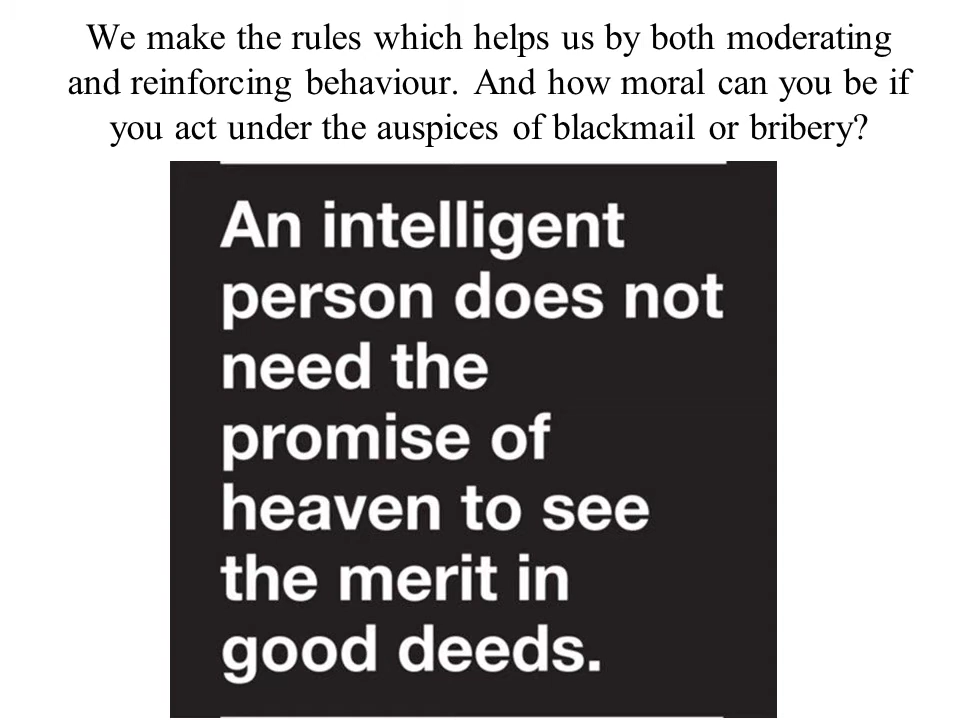 We make the rules which helps us by both moderating
and reinforcing behaviour. And how moral can you be if
you act under the auspices of blackmail or bribery?
An intelligent
person does not
need the
promise of
heaven to see
the merit in
good deeds.